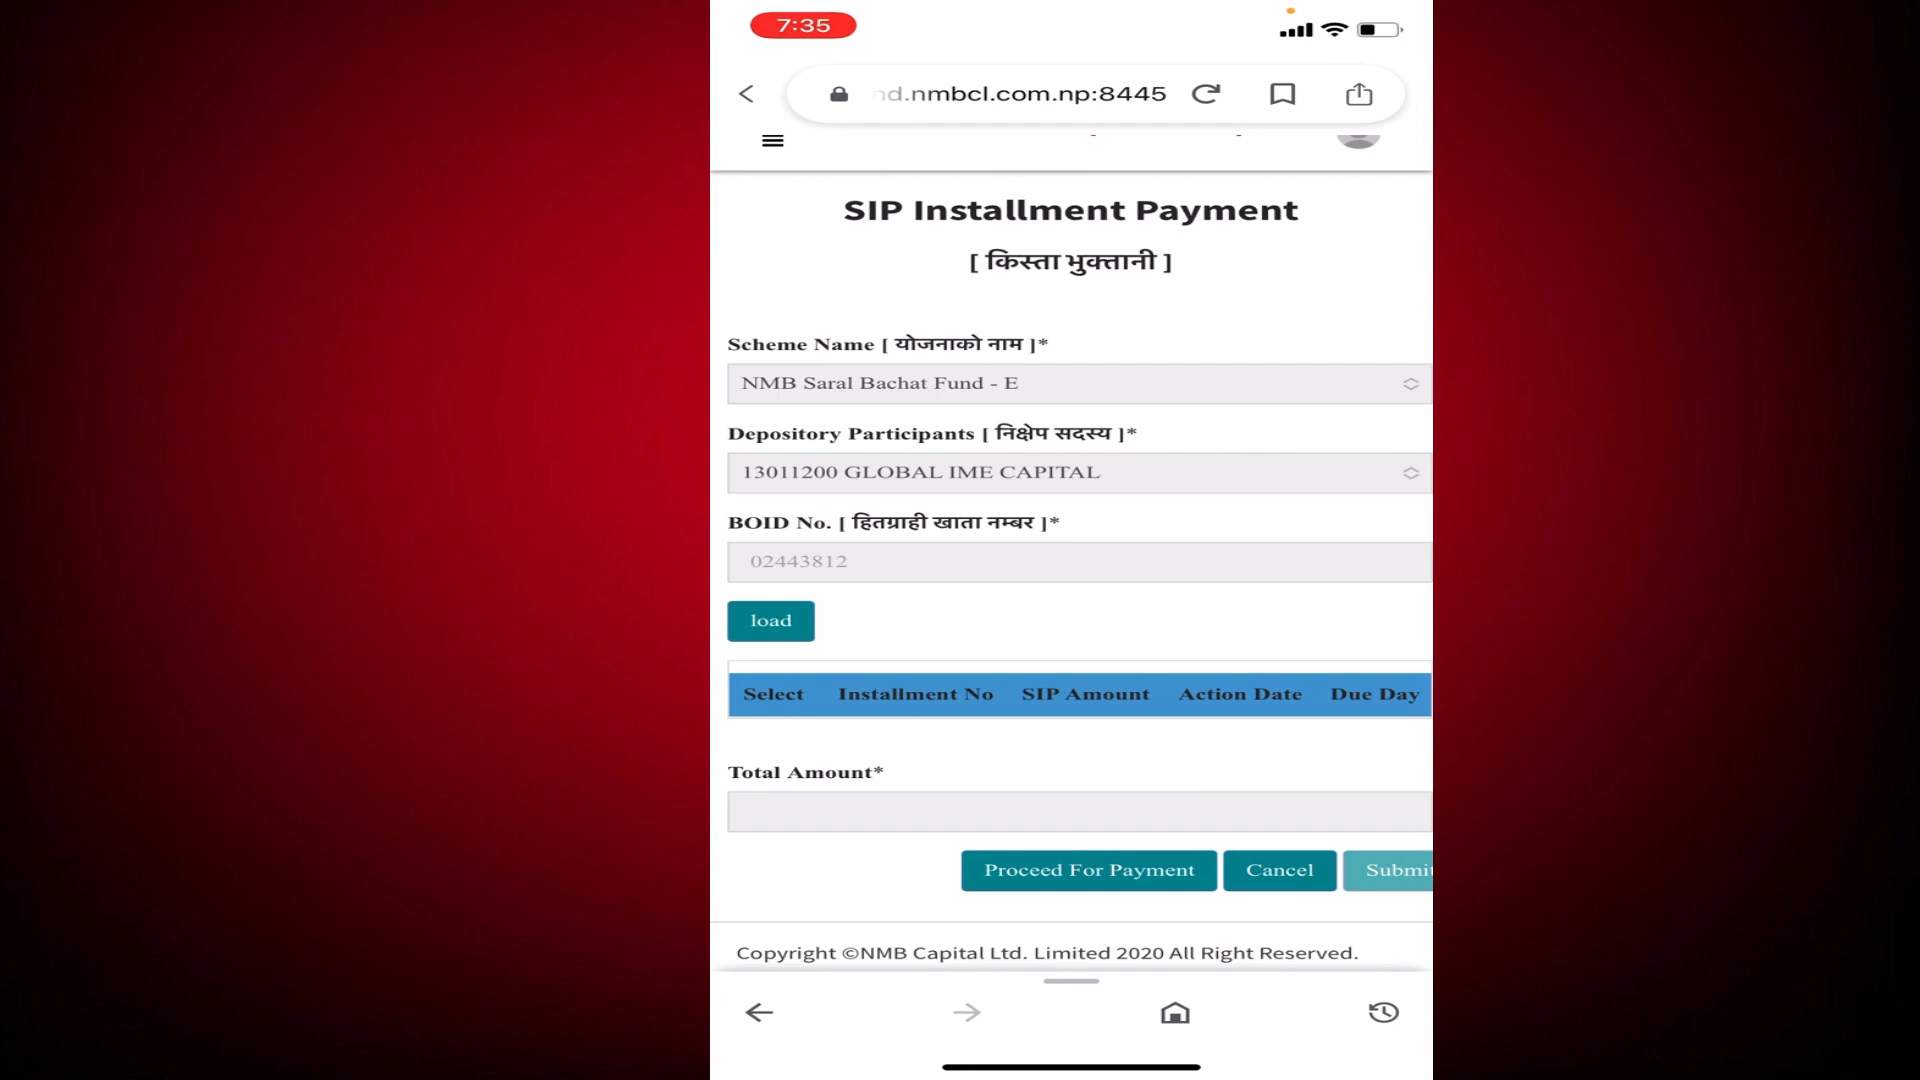 7:35
nd.nmbcl.com.np:8445
SIP Installment Payment
[ किस्ता भुक्तानी ]
Scheme Name [ योजनाको नाम ]*
NMB Saral Bachat Fund - E
Depository Participants [ निक्षेप सदस्य ]*
13011200 GLOBAL IME CAPITAL
BOID No. [ हितग्राही खाता नम्बर ]*
02443812
load
Select Installment No SIP Amount Action Date Due Day
Total Amount*
Proceed For Payment Cancel Submit
Copyright ©NMB Capital Ltd. Limited 2020 All Right Reserved.